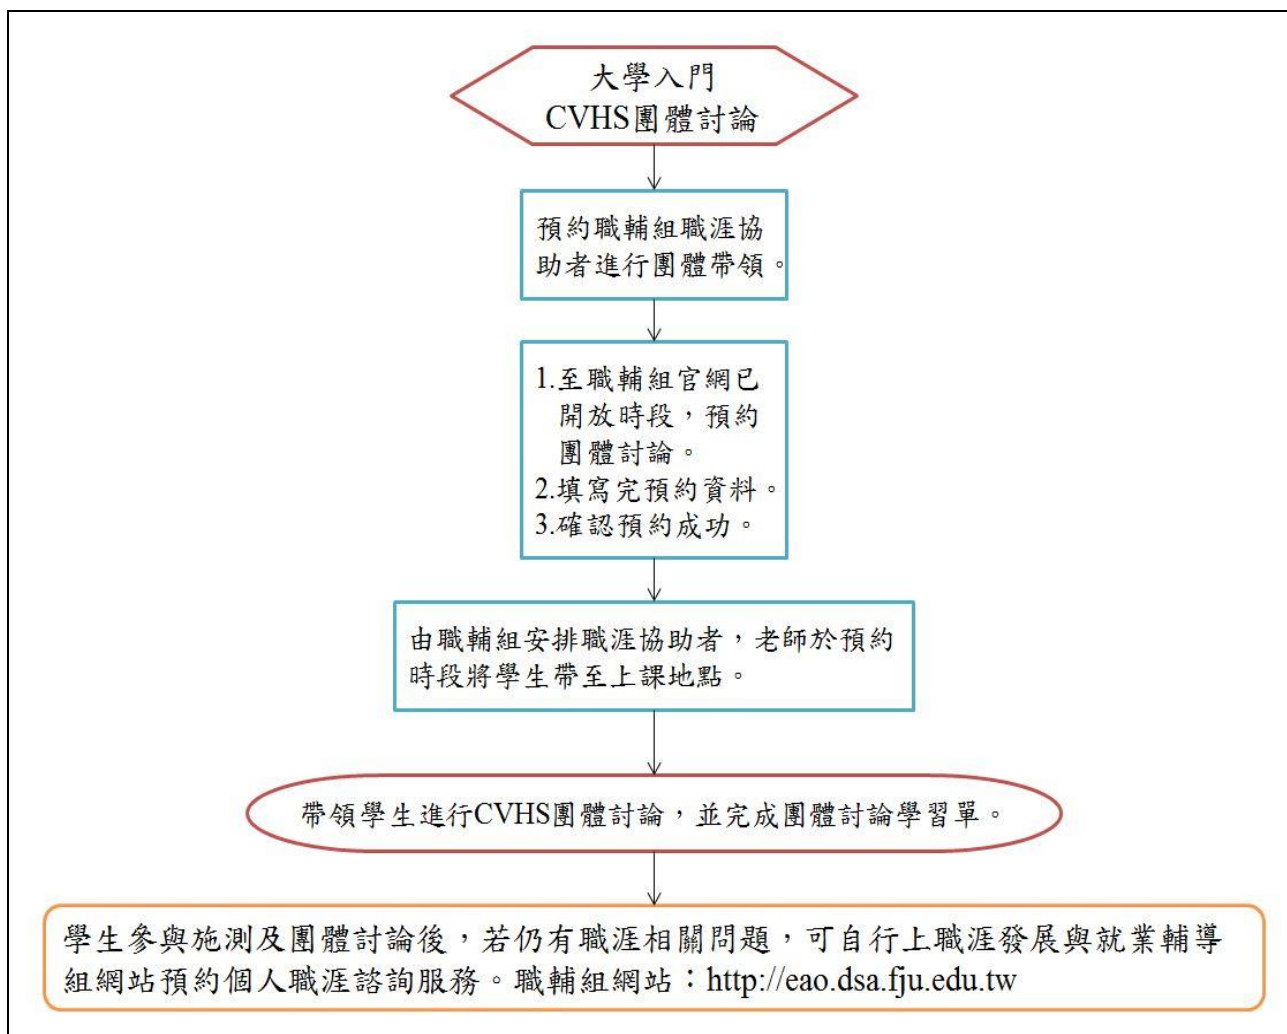 大學入門
CVHS團體討論
預約職輔組職涯協
助者進行團體帶領。
1.至職輔組官網已
開放時段，預約
團體討論。
2.填寫完預約資料。
3.確認預約成功。
由職輔組安排職涯協助者，老師於預約
時段將學生帶至上課地點。
帶領學生進行CVHS團體討論，並完成團體討論學習單。
學生參與施測及團體討論後，若仍有職涯相關問題，可自行上職涯發展與就業輔導
組網站預約個人職涯諮詢服務。職輔組網站：http://eao.dsa.fju.edu.tw